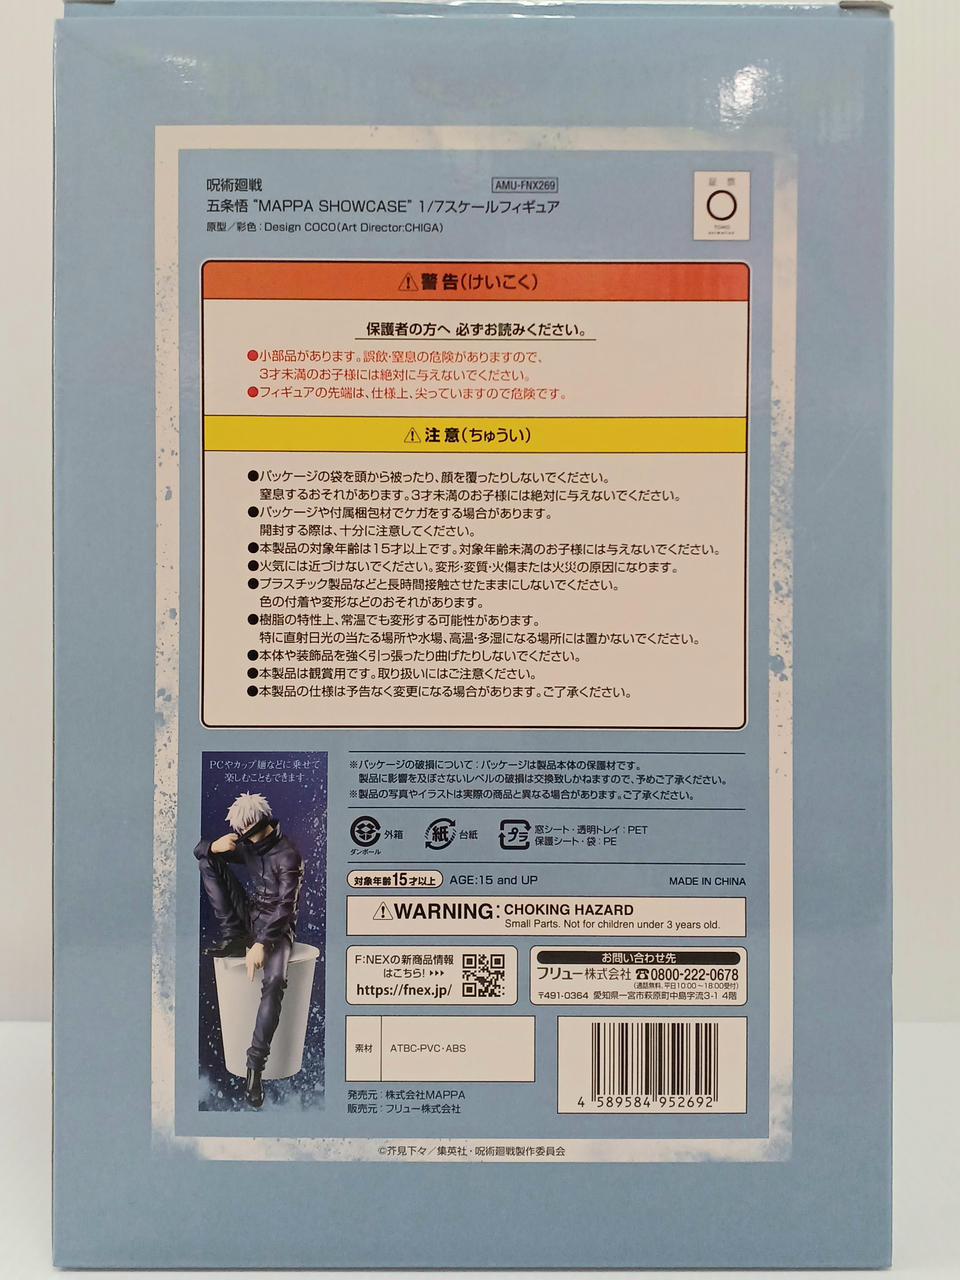 呪術廻戦
AMU-FNX269
五条悟 "MAPPA SHOWCASE" 1/7スケールフィギュア
原型／彩色：Design COCO(Art Director:CHIGA)
証 票
TOHO
animation
⚠警告(けいこく)
保護者の方へ 必ずお読みください。
●小部品があります。誤飲・窒息の危険がありますので、
3才未満のお子様には絶対に与えないでください。
●フィギュアの先端は、仕様上、尖っていますので危険です。
⚠注意(ちゅうい)
●パッケージの袋を頭から被ったり、顔を覆ったりしないでください。
窒息するおそれがあります。3才未満のお子様には絶対に与えないでください。
●パッケージや付属梱包材でケガをする場合があります。
開封する際は、十分に注意してください。
●本製品の対象年齢は15才以上です。対象年齢未満のお子様には与えないでください。
●火気には近づけないでください。変形・変質・火傷または火災の原因になります。
●プラスチック製品などと長時間接触させたままにしないでください。
色の付着や変形などのおそれがあります。
●樹脂の特性上、常温でも変形する可能性があります。
特に直射日光の当たる場所や水場、高温・多湿になる場所には置かないでください。
●本体や装飾品を強く引っ張ったり曲げたりしないでください。
●本製品は観賞用です。取り扱いにはご注意ください。
●本製品の仕様は予告なく変更になる場合があります。ご了承ください。
PCやカップ麺などに乗せて
楽しむこともできます
※パッケージの破損について：パッケージは製品本体の保護材です。
製品に影響を及ぼさないレベルの破損は交換致しかねますので、予めご了承ください。
※製品の写真やイラストは実際の商品と異なる場合があります。ご了承ください。
ダンボール
外箱
紙
台紙
プラ
窓シート・透明トレイ：PET
保護シート・袋：PE
対象年齢15才以上
AGE:15 and UP
MADE IN CHINA
⚠WARNING: CHOKING HAZARD
Small Parts. Not for children under 3 years old.
F:NEXの新商品情報
はこちら!
https://fnex.jp/
お問い合わせ先
フリュー株式会社 ☎0800-222-0678
(通話無料、平日10:00～18:00受付)
〒491-0364 愛知県一宮市萩原町中島字流3-1 4階
素材
ATBC-PVC・ABS
4 589584 952692
発売元：株式会社MAPPA
販売元：フリュー株式会社
©芥見下々／集英社・呪術廻戦製作委員会